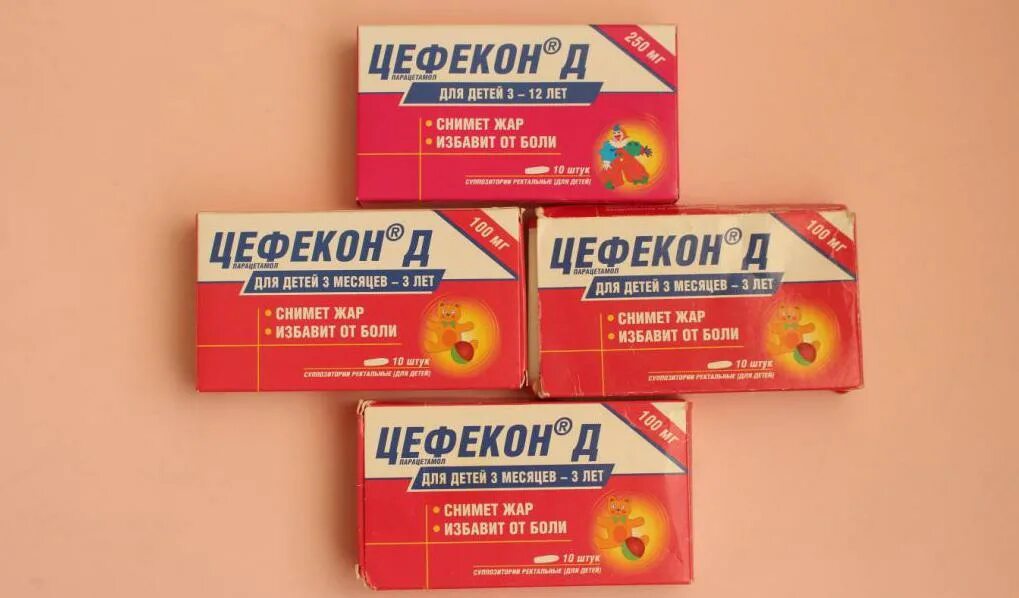 ЦЕФЕКОН® Д
250 МГ
ПАРАЦЕТАМОЛ
ДЛЯ ДЕТЕЙ 3 – 12 ЛЕТ
• СНИМЕТ ЖАР
• ИЗБАВИТ ОТ БОЛИ
10 штук
СУППОЗИТОРИИ РЕКТАЛЬНЫЕ (ДЛЯ ДЕТЕЙ)
ЦЕФЕКОН® Д
100 МГ
ПАРАЦЕТАМОЛ
ДЛЯ ДЕТЕЙ 3 МЕСЯЦЕВ – 3 ЛЕТ
• СНИМЕТ ЖАР
• ИЗБАВИТ ОТ БОЛИ
10 штук
СУППОЗИТОРИИ РЕКТАЛЬНЫЕ (ДЛЯ ДЕТЕЙ)
ЦЕФЕКОН® Д
100 МГ
ПАРАЦЕТАМОЛ
ДЛЯ ДЕТЕЙ 3 МЕСЯЦЕВ – 3 ЛЕТ
• СНИМЕТ ЖАР
• ИЗБАВИТ ОТ БОЛИ
10 штук
СУППОЗИТОРИИ РЕКТАЛЬНЫЕ (ДЛЯ ДЕТЕЙ)
ЦЕФЕКОН® Д
100 МГ
ПАРАЦЕТАМОЛ
ДЛЯ ДЕТЕЙ 3 МЕСЯЦЕВ – 3 ЛЕТ
• СНИМЕТ ЖАР
• ИЗБАВИТ ОТ БОЛИ
10 штук
СУППОЗИТОРИИ РЕКТАЛЬНЫЕ (ДЛЯ ДЕТЕЙ)